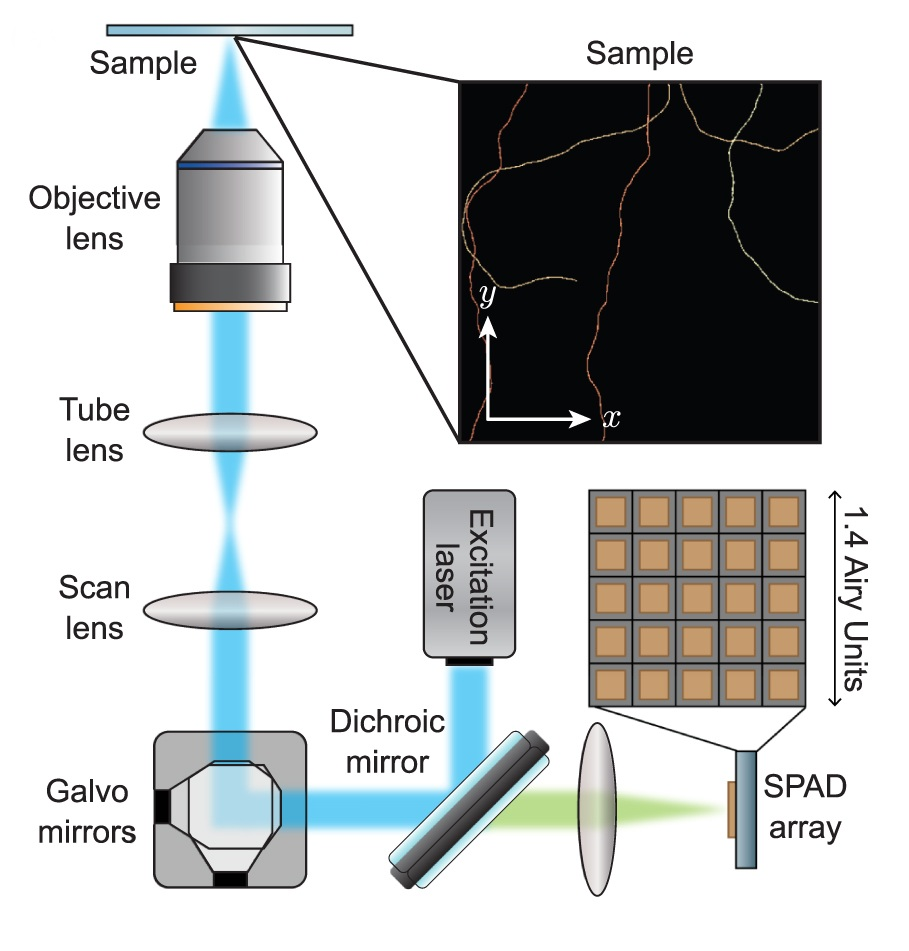 Sample
Sample
Objective
lens
y
x
Tube
lens
Excitation
laser
1.4 Airy Units
Scan
lens
Dichroic
mirror
Galvo
mirrors
SPAD
array